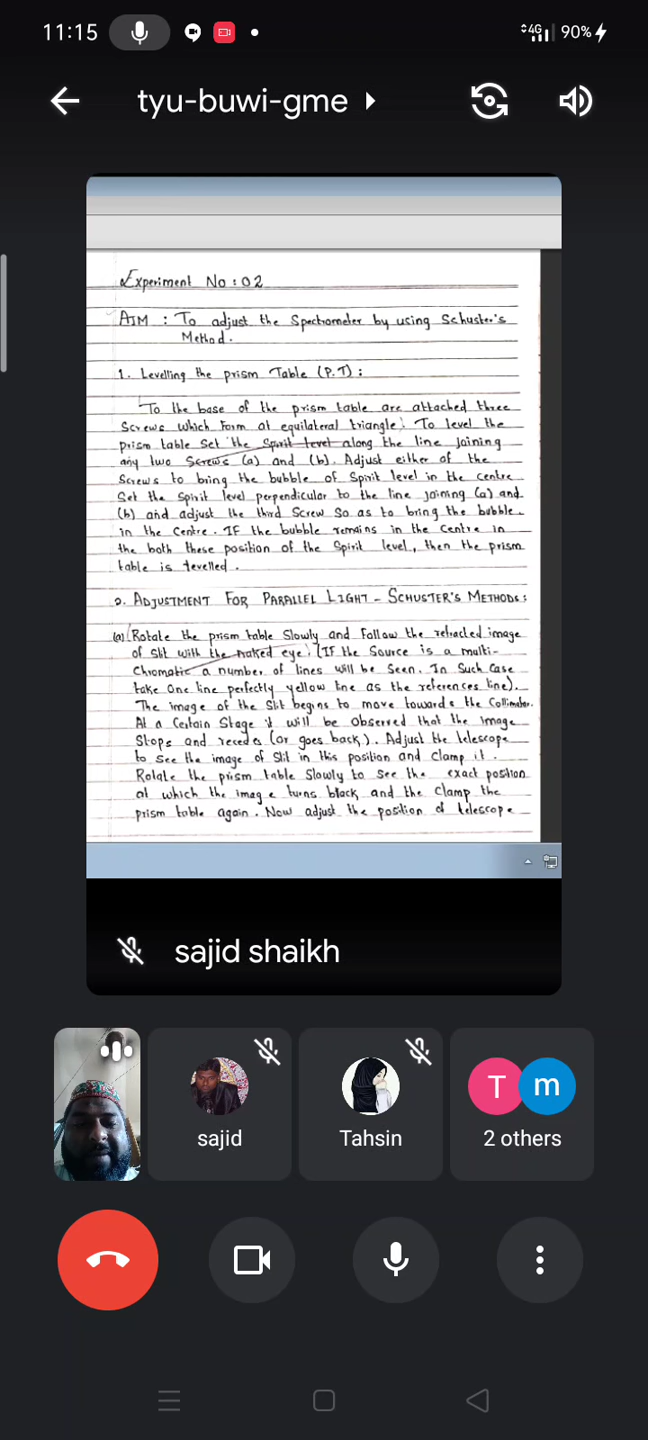 11:15
4G
90%
tyu-buwi-gme
Experiment No : 02
AIM : To adjust the Spectrometer by using Schuster's
Method.
1. Levelling the prism Table (P.T) :
To the base of the prism table are attached three
Screws which Form at equilateral triangle. To level the
prism table set the Spirit level along the line joining
any two Screws (a) and (b). Adjust either of the
Screws to bring the bubble of Spirit level in the centre
Set the Spirit level perpendicular to the line joining (a) and
(b) and adjust the third Screw so as to bring the bubble
in the Centre. IF the bubble remains in the Centre in
the both these position of the Spirit level, then the prism
table is levelled.
2. ADJUSTMENT FOR PARALLEL LIGHT - SCHUSTER'S METHODS :
(a) Rotate the prism table Slowly and Follow the refracted image
of Slit with the naked eye. (IF the Source is a multi-
Chromatic a number of lines will be Seen. In Such Case
take One line perfectly yellow line as the references line).
The image of the Slit begins to move towards the Collimator.
At a Certain Stage it will be observed that the image
Stops and recedes (or goes back). Adjust the telescope
to See the image of Slit in this position and Clamp it.
Rotate the prism table Slowly to See the exact position
at which the image turns black and the Clamp the
prism table again. Now adjust the position of telescope
sajid shaikh
sajid
Tahsin
T
m
2 others